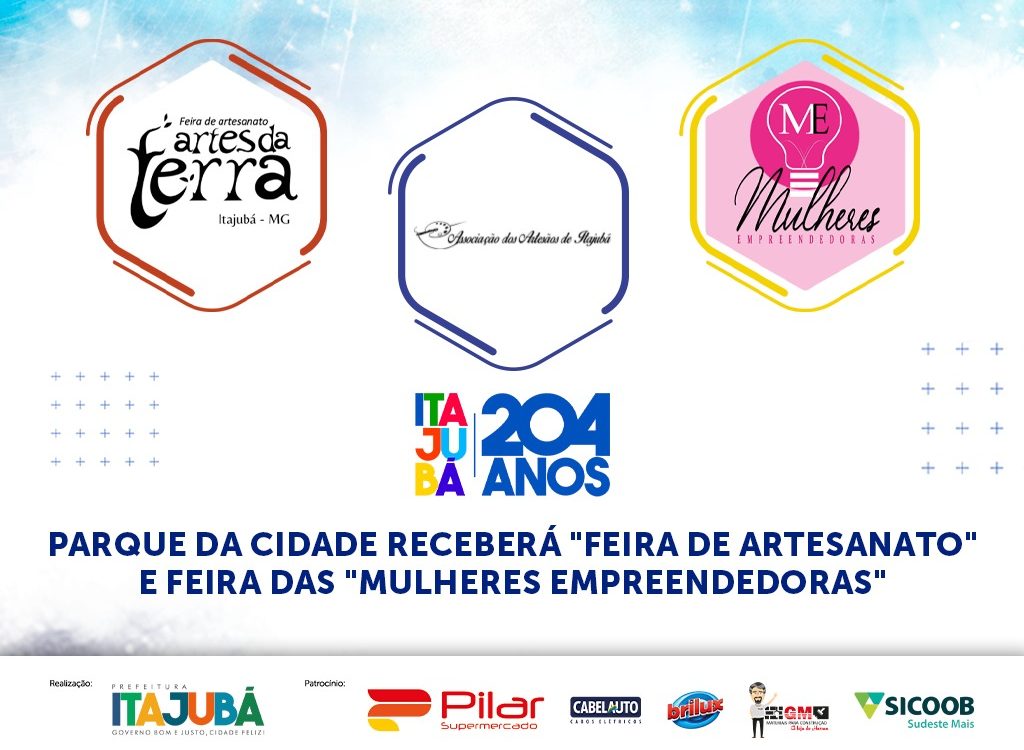 Feira de artesanato
artes da
terra
Itajubá - MG
Associação dos Artesãos de Itajubá
ME
Mulheres
EMPREENDEDORAS
ITA
JU
BÁ
204
ANOS
PARQUE DA CIDADE RECEBERÁ "FEIRA DE ARTESANATO"
E FEIRA DAS "MULHERES EMPREENDEDORAS"
Realização:
PREFEITURA
ITAJUBÁ
GOVERNO BOM E JUSTO, CIDADE FELIZ!
Patrocínio:
Pilar
Supermercado
CABELAUTO
CABOS ELÉTRICOS
brilux
GM
MATERIAIS PARA CONSTRUÇÃO
SICOOB
Sudeste Mais